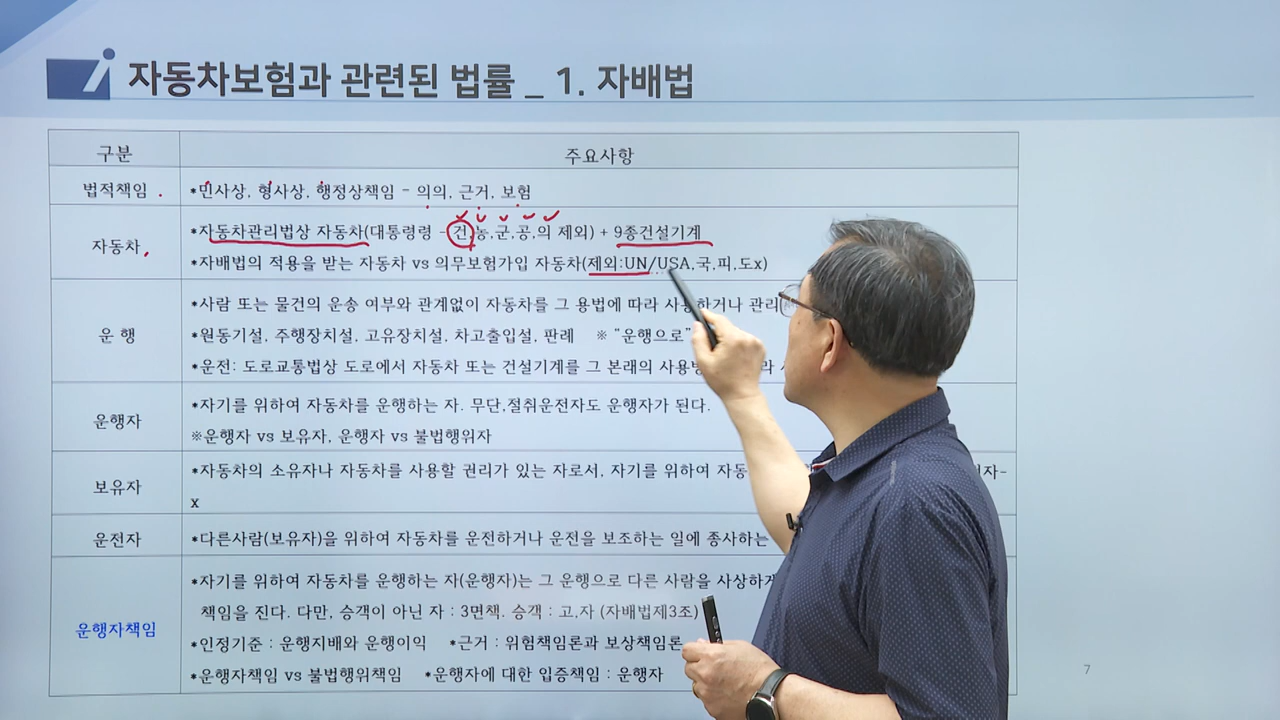 자동차보험과 관련된 법률 _ 1. 자배법
구분
주요사항
법적책임
*민사상, 형사상, 행정상책임 - 의의, 근거, 보험
자동차
*자동차관리법상 자동차(대통령령 - 건,농,군,공,의 제외) + 9종건설기계
*자배법의 적용을 받는 자동차 vs 의무보험가입 자동차(제외:UN/USA,국,피,도x)
운 행
*사람 또는 물건의 운송 여부와 관계없이 자동차를 그 용법에 따라 사용하거나 관리
*원동기설, 주행장치설, 고유장치설, 차고출입설, 판례 ※ "운행으로"
*운전: 도로교통법상 도로에서 자동차 또는 건설기계를 그 본래의
운행자
*자기를 위하여 자동차를 운행하는 자. 무단,절취운전자도 운행자가 된다.
※운행자 vs 보유자, 운행자 vs 불법행위자
보유자
*자동차의 소유자나 자동차를 사용할 권리가 있는 자로서, 자기를 위하여
x
운전자
*다른사람(보유자)을 위하여 자동차를 운전하거나 운전을 보조하는 일에 종사하는
운행자책임
*자기를 위하여 자동차를 운행하는 자(운행자)는 그 운행으로 다른 사람을 사상하게
책임을 진다. 다만, 승객이 아닌 자 : 3면책. 승객 : 고,자 (자배법제3조)
*인정기준 : 운행지배와 운행이익 *근거 : 위험책임론과 보상책임론
*운행자책임 vs 불법행위책임 *운행자에 대한 입증책임 : 운행자
7